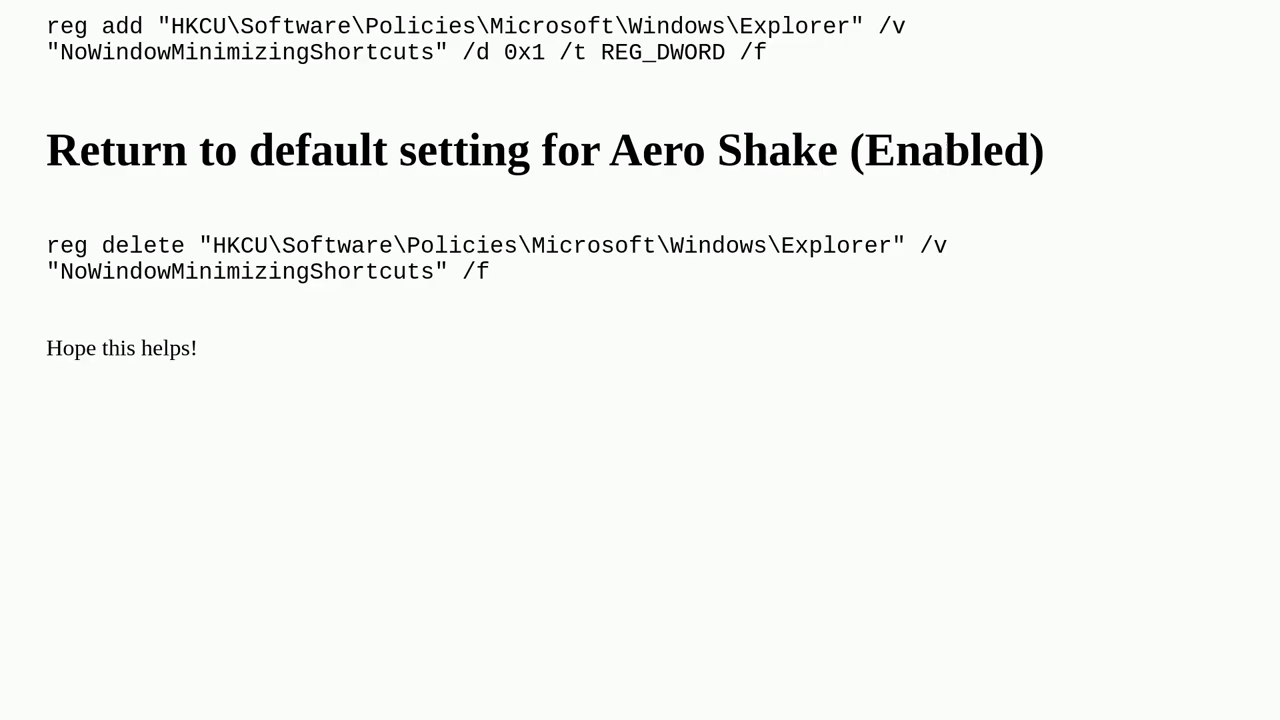 reg add "HKCU\Software\Policies\Microsoft\Windows\Explorer" /v
"NoWindowMinimizingShortcuts" /d 0x1 /t REG_DWORD /f
Return to default setting for Aero Shake (Enabled)
reg delete "HKCU\Software\Policies\Microsoft\Windows\Explorer" /v
"NoWindowMinimizingShortcuts" /f
Hope this helps!